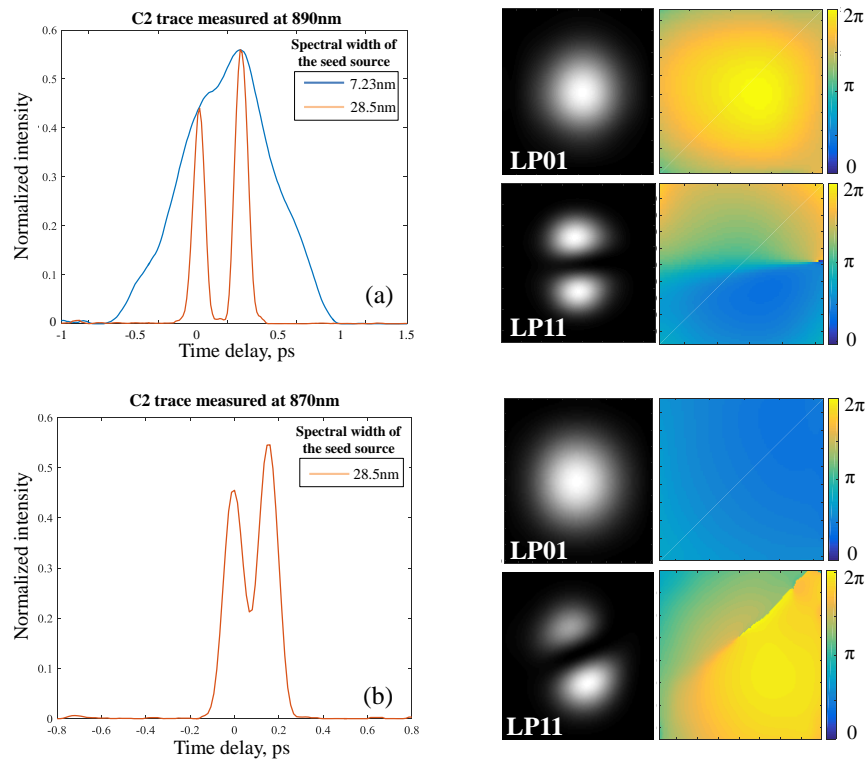 C2 trace measured at 890nm
Normalized intensity
0.6
0.5
0.4
0.3
0.2
0.1
0
Spectral width of
the seed source
7.23nm
28.5nm
(a)
-1
-0.5
0
0.5
1
1.5
Time delay, ps
LP01
2π
π
0
LP11
2π
π
0
C2 trace measured at 870nm
Normalized intensity
0.6
0.5
0.4
0.3
0.2
0.1
0
Spectral width of
the seed source
28.5nm
(b)
-0.8
-0.6
-0.4
-0.2
0
0.2
0.4
0.6
0.8
Time delay, ps
LP01
2π
π
0
LP11
2π
π
0